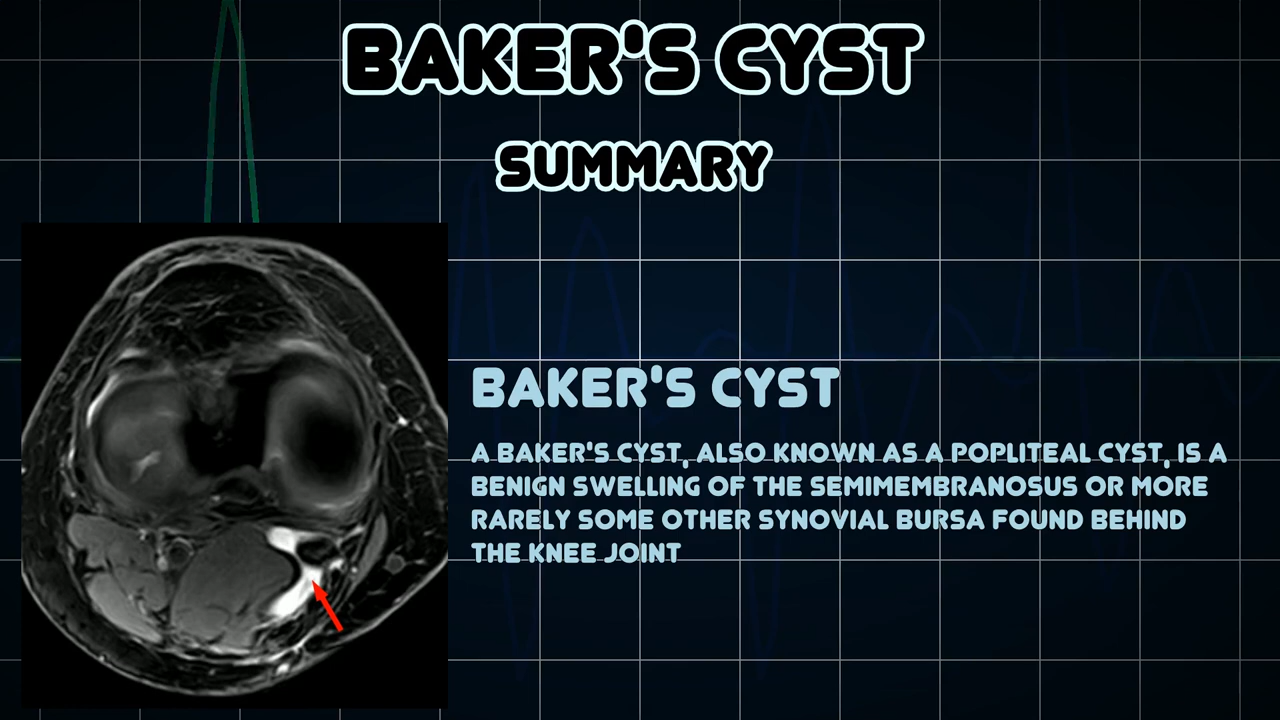 BAKER'S CYST
SUMMARY
BAKER'S CYST
A BAKER'S CYST, ALSO KNOWN AS A POPLITEAL CYST, IS A
BENIGN SWELLING OF THE SEMIMEMBRANOSUS OR MORE
RARELY SOME OTHER SYNOVIAL BURSA FOUND BEHIND
THE KNEE JOINT